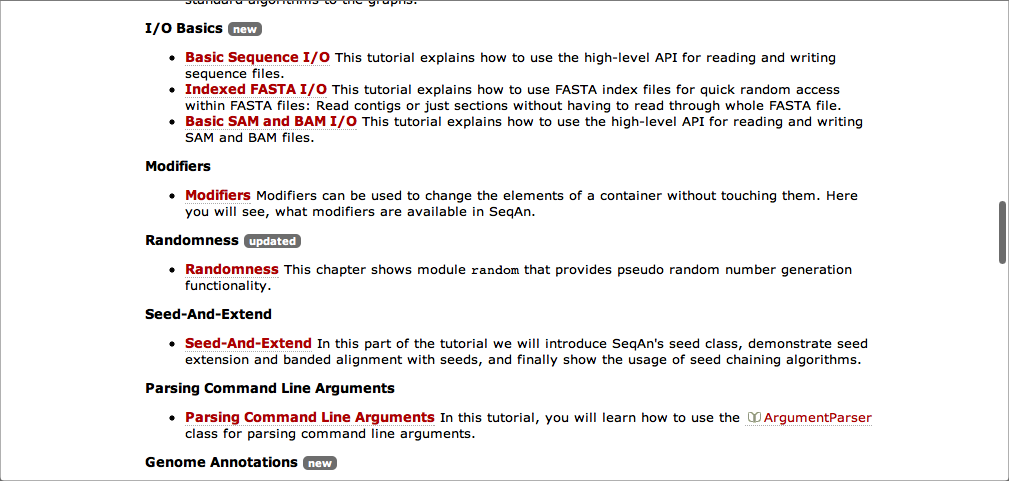 standard algorithms to the graphs.
I/O Basics new
• Basic Sequence I/O This tutorial explains how to use the high-level API for reading and writing
sequence files.
• Indexed FASTA I/O This tutorial explains how to use FASTA index files for quick random access
within FASTA files: Read contigs or just sections without having to read through whole FASTA file.
• Basic SAM and BAM I/O This tutorial explains how to use the high-level API for reading and writing
SAM and BAM files.
Modifiers
• Modifiers Modifiers can be used to change the elements of a container without touching them. Here
you will see, what modifiers are available in SeqAn.
Randomness updated
• Randomness This chapter shows module random that provides pseudo random number generation
functionality.
Seed-And-Extend
• Seed-And-Extend In this part of the tutorial we will introduce SeqAn's seed class, demonstrate seed
extension and banded alignment with seeds, and finally show the usage of seed chaining algorithms.
Parsing Command Line Arguments
• Parsing Command Line Arguments In this tutorial, you will learn how to use the ArgumentParser
class for parsing command line arguments.
Genome Annotations new